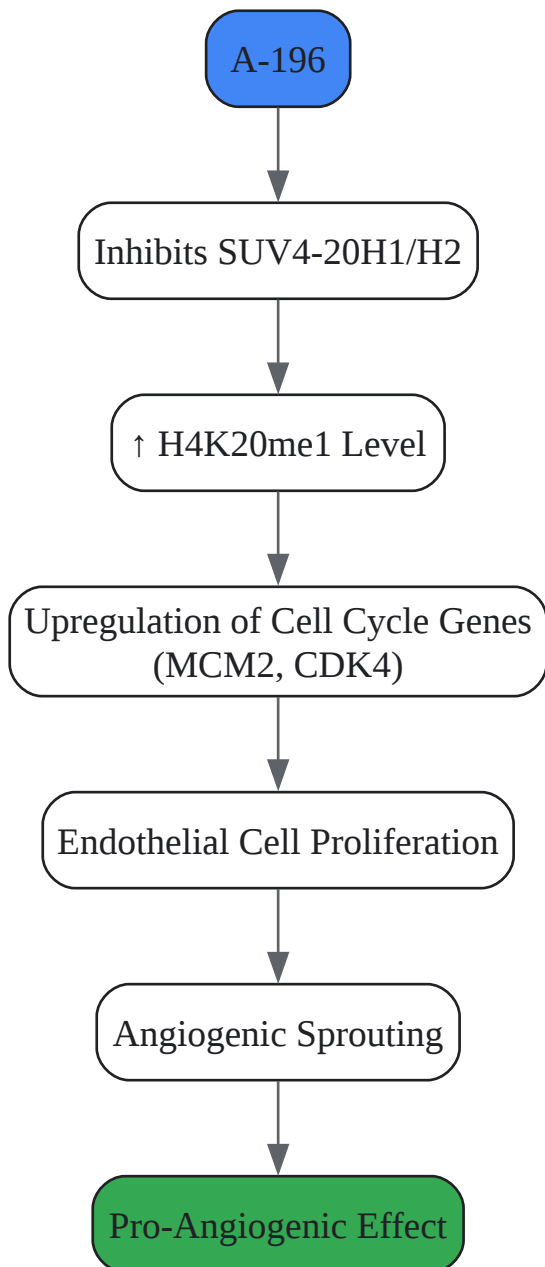 A-196
Inhibits SUV4-20H1/H2
↑ H4K20me1 Level
Upregulation of Cell Cycle Genes
(MCM2, CDK4)
Endothelial Cell Proliferation
Angiogenic Sprouting
Pro-Angiogenic Effect